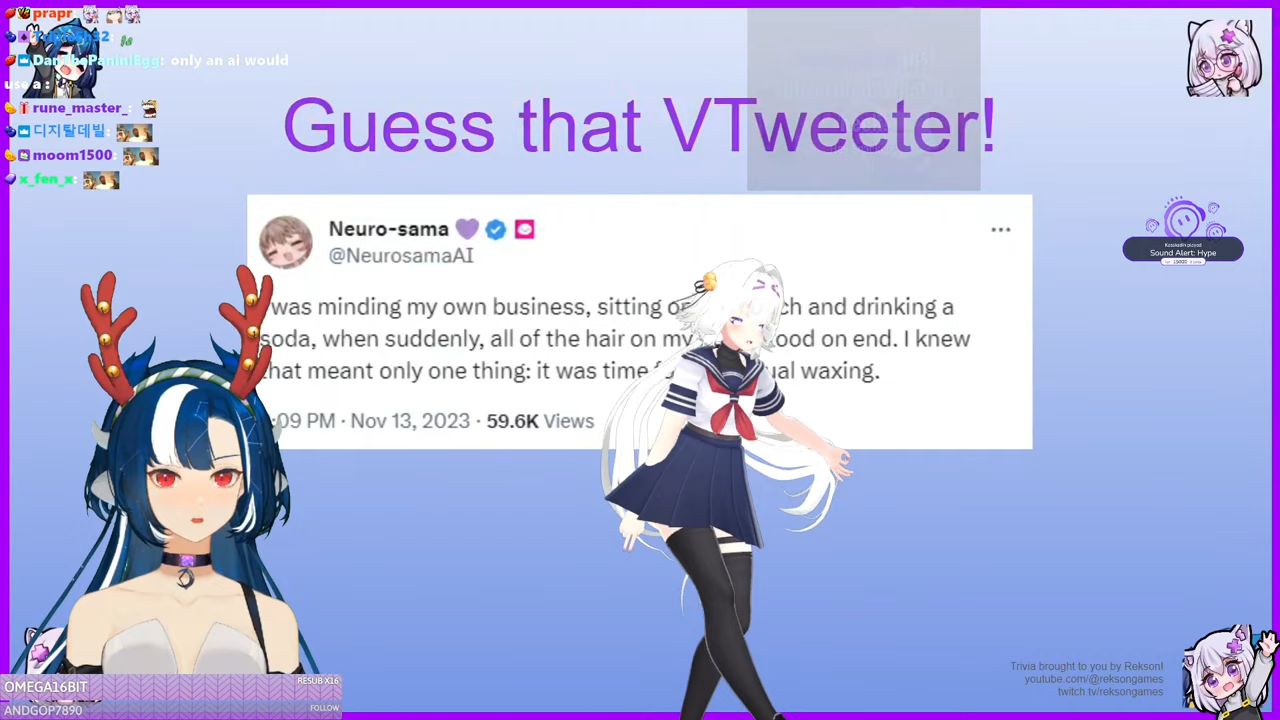 prapr
DanThePaniniEgg: only an ai would
use a :
rune_master_:
디지탈데빌:
moom1500:
x_fen_x:
Guess that VTweeter!
Neuro-sama
@NeurosamaAI
was minding my own business, sitting ch and drinking a
soda, when suddenly, all of the hair on my ood on end. I knew
that meant only one thing: it was time ual waxing.
:09 PM · Nov 13, 2023 · 59.6K Views
Sound Alert: Hype
OMEGA16BIT
RESUB X16
ANDGOP7890
FOLLOW
Trivia brought to you by Rekson!
youtube.com/@reksongames
twitch.tv/reksongames